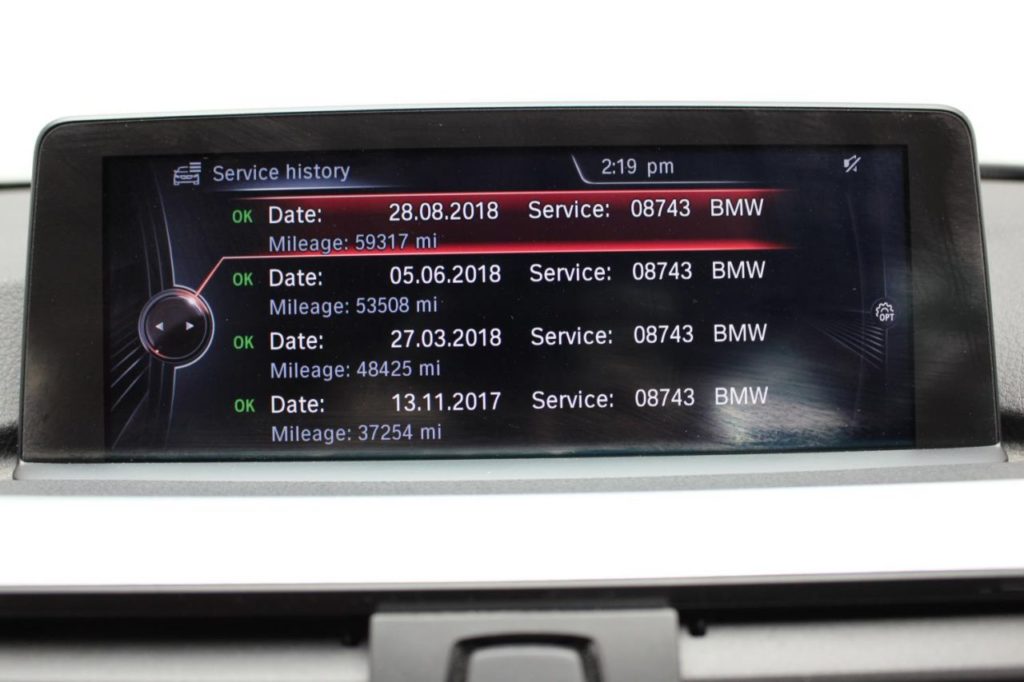 Service history 2:19 pm
OK Date: 28.08.2018 Service: 08743 BMW
Mileage: 59317 mi
OK Date: 05.06.2018 Service: 08743 BMW
Mileage: 53508 mi
OPT
OK Date: 27.03.2018 Service: 08743 BMW
Mileage: 48425 mi
OK Date: 13.11.2017 Service: 08743 BMW
Mileage: 37254 mi